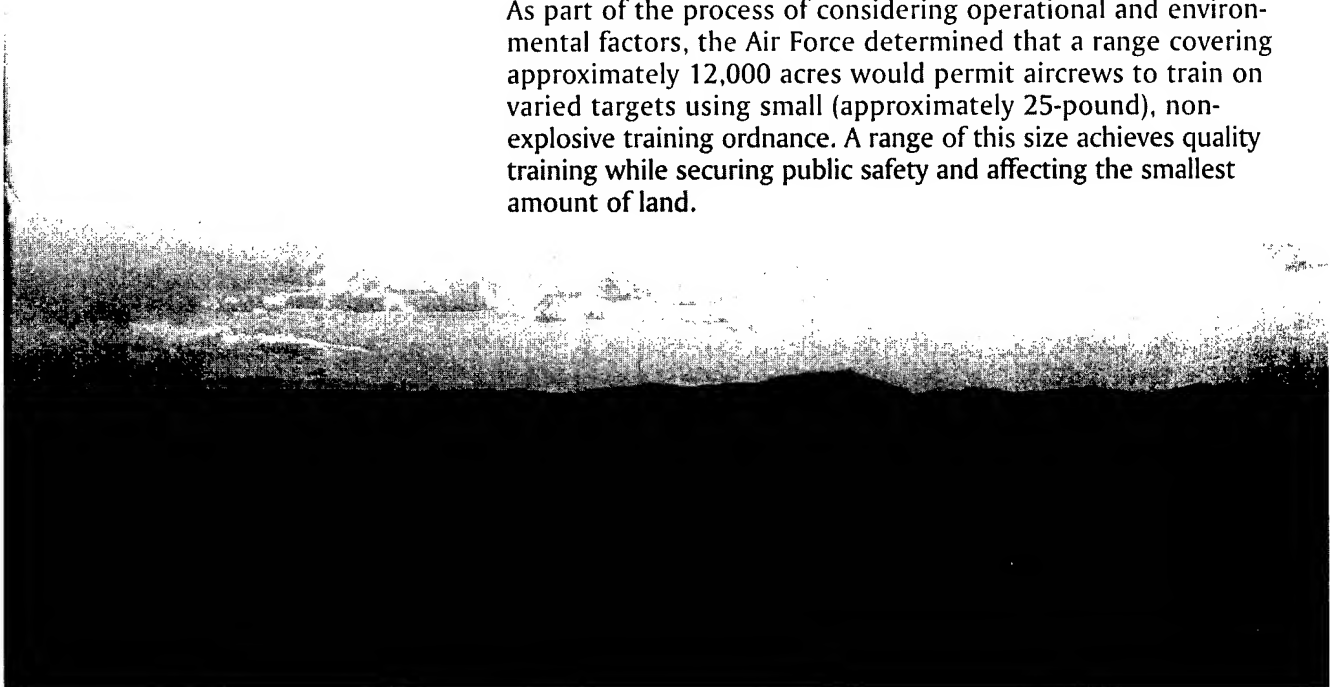 As part of the process of considering operational and environ-
mental factors, the Air Force determined that a range covering
approximately 12,000 acres would permit aircrews to train on
varied targets using small (approximately 25-pound), non-
explosive training ordnance. A range of this size achieves quality
training while securing public safety and affecting the smallest
amount of land.